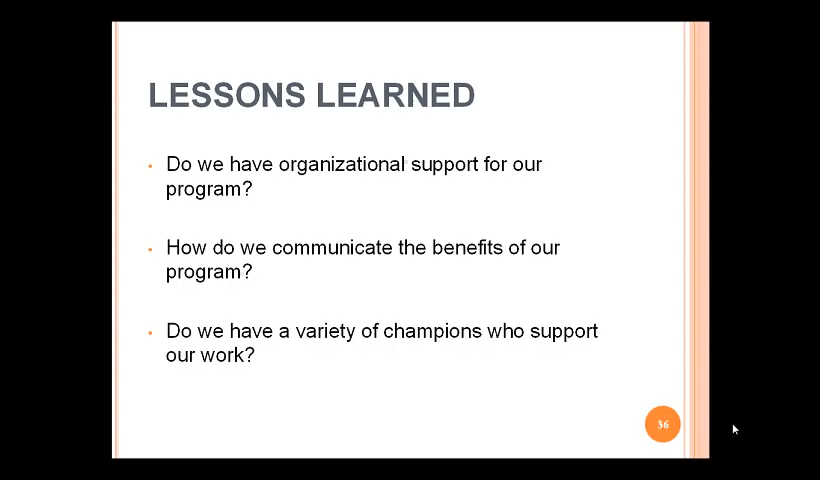 LESSONS LEARNED
• Do we have organizational support for our
program?
• How do we communicate the benefits of our
program?
• Do we have a variety of champions who support
our work?
36